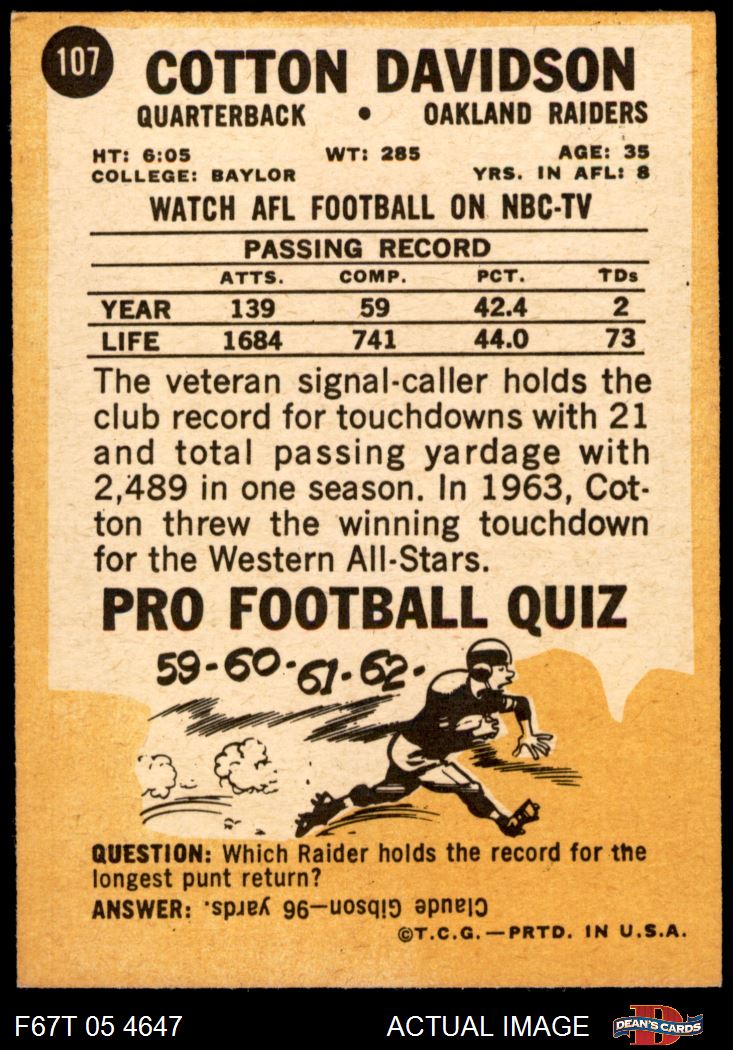 107
COTTON DAVIDSON
QUARTERBACK • OAKLAND RAIDERS
HT: 6:05 WT: 285 AGE: 35
COLLEGE: BAYLOR YRS. IN AFL: 8
WATCH AFL FOOTBALL ON NBC-TV
PASSING RECORD
ATTS. COMP. PCT. TDs
YEAR 139 59 42.4 2
LIFE 1684 741 44.0 73
The veteran signal-caller holds the
club record for touchdowns with 21
and total passing yardage with
2,489 in one season. In 1963, Cot-
ton threw the winning touchdown
for the Western All-Stars.
PRO FOOTBALL QUIZ
59-60-61-62-
QUESTION: Which Raider holds the record for the
longest punt return?
ANSWER: Claude Gibson—96 yards.
©T.C.G.—PRTD. IN U.S.A.
F67T 05 4647 ACTUAL IMAGE D DEAN'S CARDS